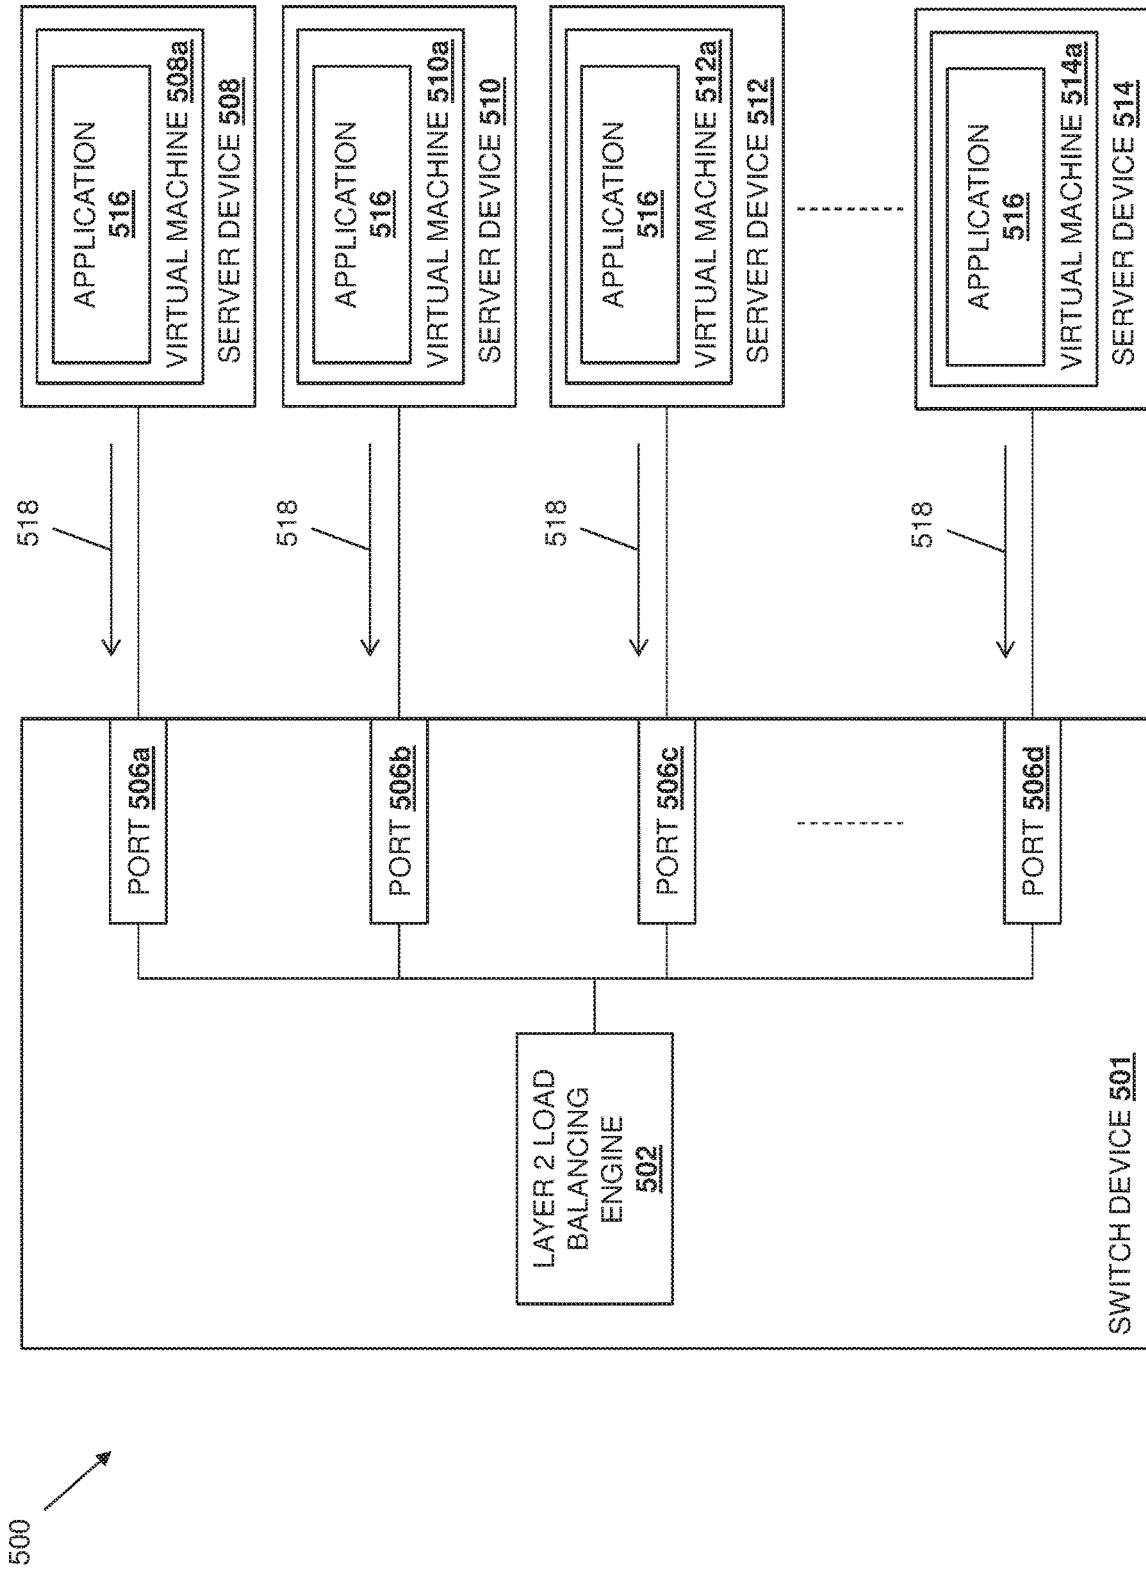 500
SWITCH DEVICE 501
LAYER 2 LOAD
BALANCING
ENGINE
502
PORT 506a
PORT 506b
PORT 506c
PORT 506d
518
518
518
518
APPLICATION
516
VIRTUAL MACHINE 508a
SERVER DEVICE 508
APPLICATION
516
VIRTUAL MACHINE 510a
SERVER DEVICE 510
APPLICATION
516
VIRTUAL MACHINE 512a
SERVER DEVICE 512
APPLICATION
516
VIRTUAL MACHINE 514a
SERVER DEVICE 514